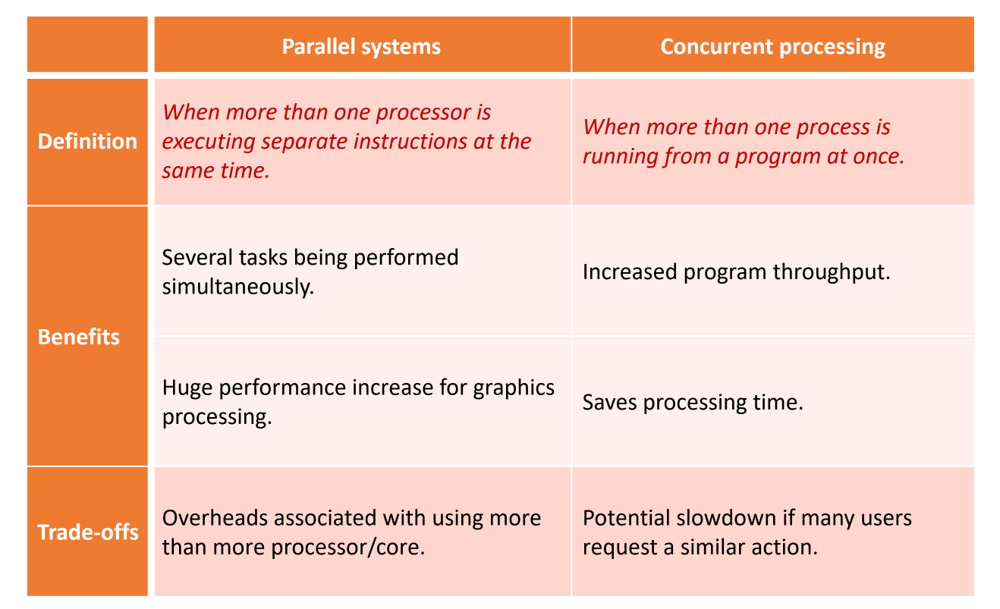 Parallel systems
Concurrent processing
Definition
When more than one processor is
executing separate instructions at the
same time.
When more than one process is
running from a program at once.
Benefits
Several tasks being performed
simultaneously.
Increased program throughput.
Huge performance increase for graphics
processing.
Saves processing time.
Trade-offs
Overheads associated with using more
than more processor/core.
Potential slowdown if many users
request a similar action.